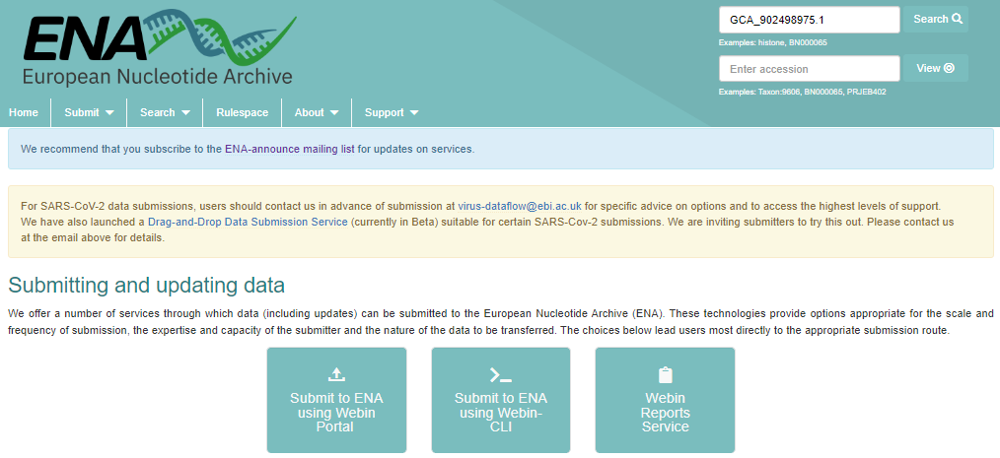 ENA
European Nucleotide Archive
GCA_902498975.1
Search
Examples: histone, BN000065
Enter accession
View
Examples: Taxon:9606, BN000065, PRJEB402
Home Submit Search Rulespace About Support
We recommend that you subscribe to the ENA-announce mailing list for updates on services.
For SARS-CoV-2 data submissions, users should contact us in advance of submission at virus-dataflow@ebi.ac.uk for specific advice on options and to access the highest levels of support.
We have also launched a Drag-and-Drop Data Submission Service (currently in Beta) suitable for certain SARS-Cov-2 submissions. We are inviting submitters to try this out. Please contact us
at the email above for details.
Submitting and updating data
We offer a number of services through which data (including updates) can be submitted to the European Nucleotide Archive (ENA). These technologies provide options appropriate for the scale and
frequency of submission, the expertise and capacity of the submitter and the nature of the data to be transferred. The choices below lead users most directly to the appropriate submission route.
Submit to ENA
using Webin
Portal
Submit to ENA
using Webin-
CLI
Webin
Reports
Service